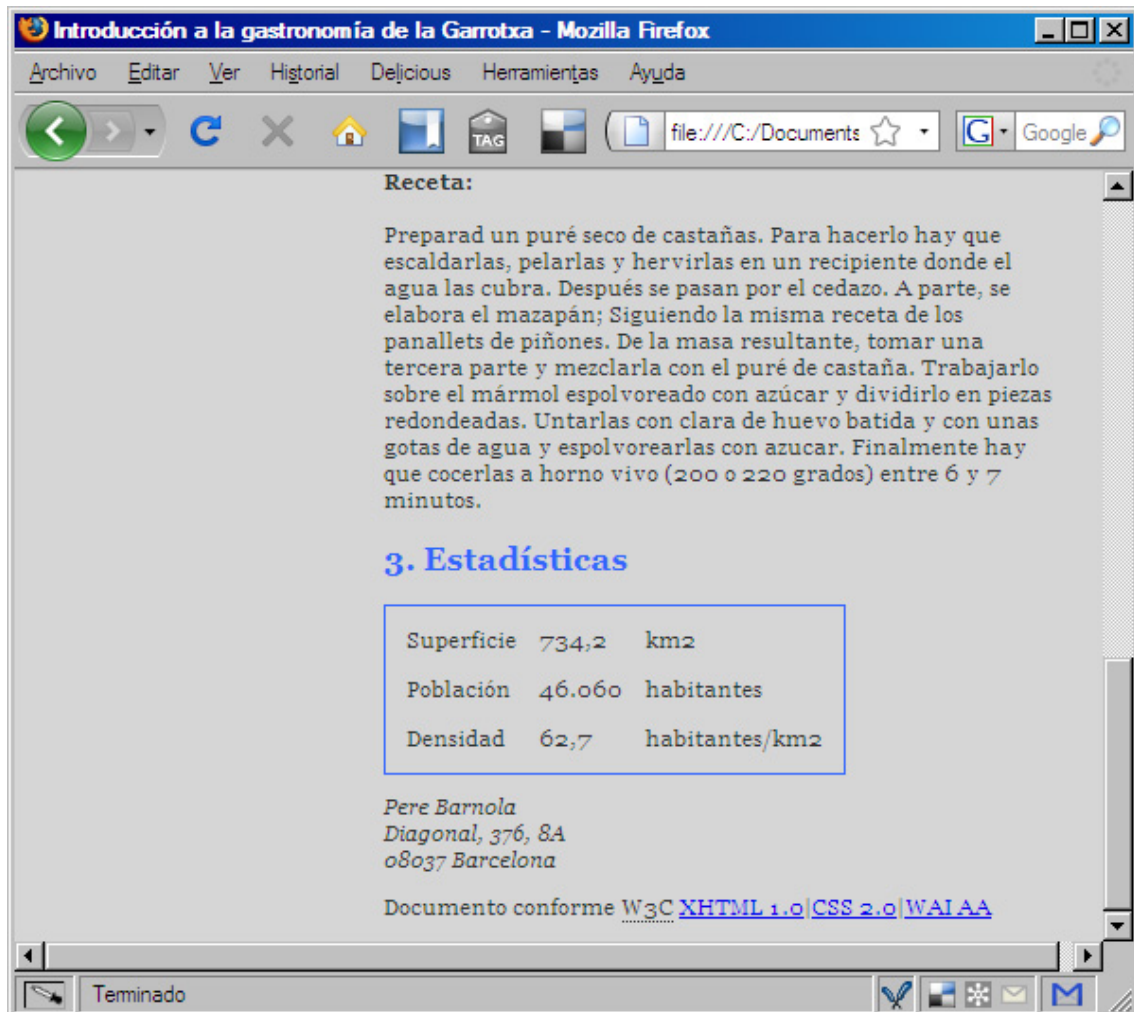 Introducción a la gastronomía de la Garrotxa - Mozilla Firefox
Archivo Editar Ver Historial Delicious Herramientas Ayuda
TAG file:///C:/Documents G Google
Receta:
Preparad un puré seco de castañas. Para hacerlo hay que
escaldarlas, pelarlas y hervirlas en un recipiente donde el
agua las cubra. Después se pasan por el cedazo. A parte, se
elabora el mazapán; Siguiendo la misma receta de los
panallets de piñones. De la masa resultante, tomar una
tercera parte y mezclarla con el puré de castaña. Trabajarlo
sobre el mármol espolvoreado con azúcar y dividirlo en piezas
redondeadas. Untarlas con clara de huevo batida y con unas
gotas de agua y espolvorearlas con azucar. Finalmente hay
que cocerlas a horno vivo (200 o 220 grados) entre 6 y 7
minutos.
3. Estadísticas
Superficie 734,2 km2
Población 46.060 habitantes
Densidad 62,7 habitantes/km2
Pere Barnola
Diagonal, 376, 8A
08037 Barcelona
Documento conforme W3C XHTML 1.0|CSS 2.0|WAI AA
Terminado